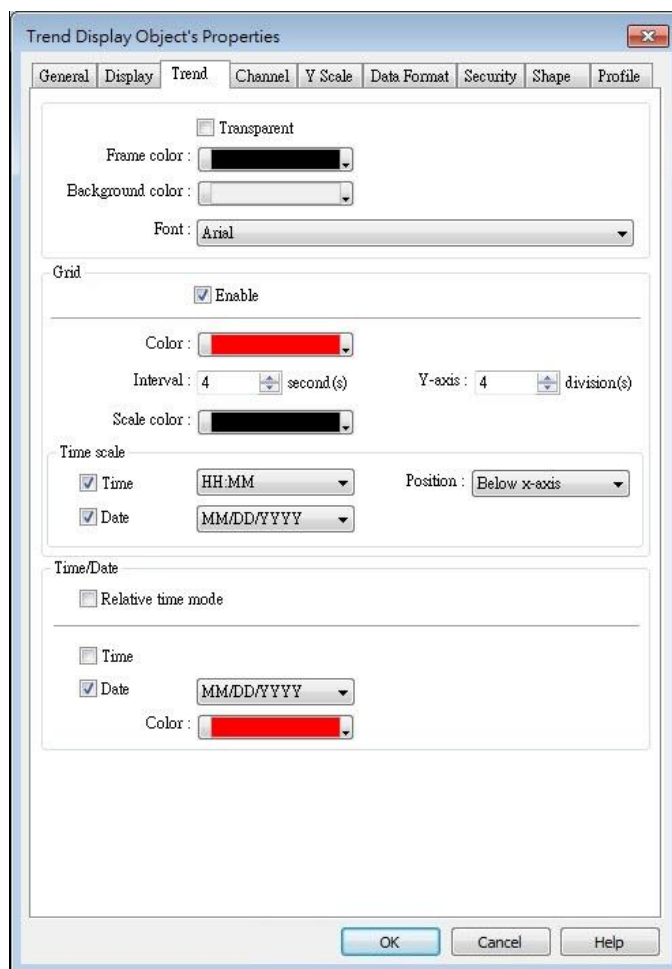 Trend Display Object's Properties
General Display Trend Channel Y Scale Data Format Security Shape Profile
Transparent
Frame color :
Background color :
Font : Arial
Grid
Enable
Color :
Interval : 4 second(s) Y-axis : 4 division(s)
Scale color :
Time scale
Time HH:MM Position : Below x-axis
Date MM/DD/YYYY
Time/Date
Relative time mode
Time
Date MM/DD/YYYY
Color :
OK Cancel Help